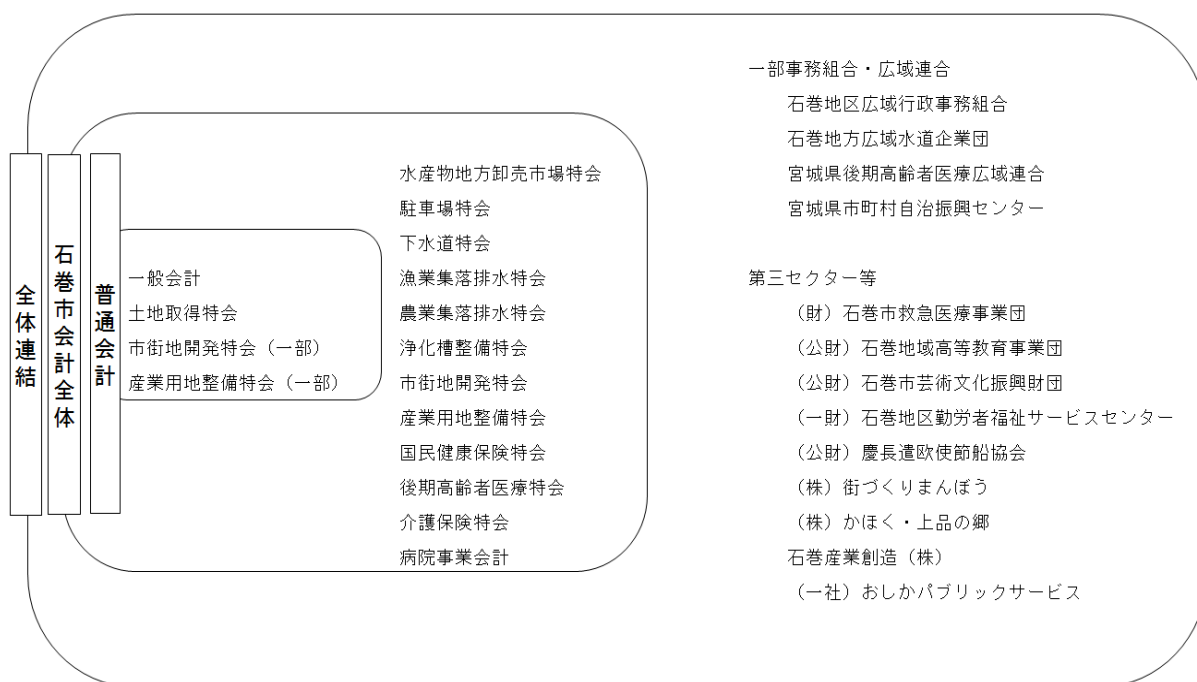 全体連結
石巻市会計全体
普通会計
一般会計
土地取得特会
市街地開発特会（一部）
産業用地整備特会（一部）
水産物地方卸売市場特会
駐車場特会
下水道特会
漁業集落排水特会
農業集落排水特会
浄化槽整備特会
市街地開発特会
産業用地整備特会
国民健康保険特会
後期高齢者医療特会
介護保険特会
病院事業会計
一部事務組合・広域連合
石巻地区広域行政事務組合
石巻地方広域水道企業団
宮城県後期高齢者医療広域連合
宮城県市町村自治振興センター
第三セクター等
（財）石巻市救急医療事業団
（公財）石巻地域高等教育事業団
（公財）石巻市芸術文化振興財団
（一財）石巻地区勤労者福祉サービスセンター
（公財）慶長遣欧使節船協会
（株）街づくりまんぼう
（株）かほく・上品の郷
石巻産業創造（株）
（一社）おしかパブリックサービス